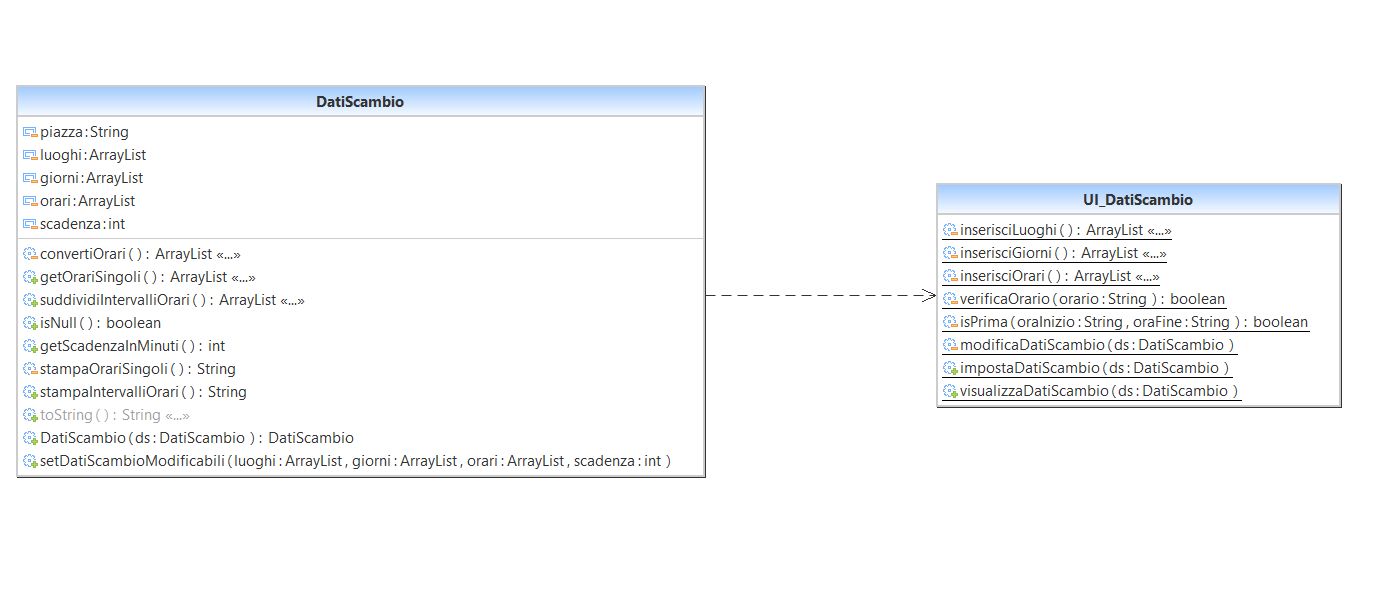 DatiScambio
piazza:String
luoghi:ArrayList
giorni:ArrayList
orari:ArrayList
scadenza:int
convertiOrari ( ) : ArrayList «...»
getOrariSingoli ( ) : ArrayList «...»
suddividiIntervalliOrari ( ) : ArrayList «...»
isNull ( ) : boolean
getScadenzaInMinuti ( ) : int
stampaOrariSingoli ( ) : String
stampaIntervalliOrari ( ) : String
toString ( ) : String «...»
DatiScambio ( ds : DatiScambio ) : DatiScambio
setDatiScambioModificabili ( luoghi : ArrayList , giorni : ArrayList , orari : ArrayList , scadenza : int )
UI_DatiScambio
inserisciLuoghi ( ) : ArrayList «...»
inserisciGiorni ( ) : ArrayList «...»
inserisciOrari ( ) : ArrayList «...»
verificaOrario ( orario : String ) : boolean
isPrima ( oraInizio : String , oraFine : String ) : boolean
modificaDatiScambio ( ds : DatiScambio )
impostaDatiScambio ( ds : DatiScambio )
visualizzaDatiScambio ( ds : DatiScambio )